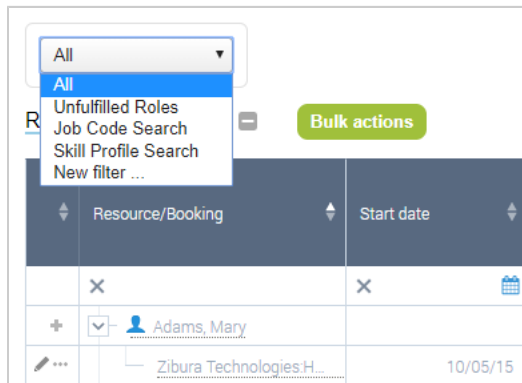 All
All
Unfulfilled Roles
Job Code Search
Skill Profile Search
New filter ...
R
Bulk actions
Resource/Booking
Start date
Adams, Mary
Zibura Technologies:H...
10/05/15